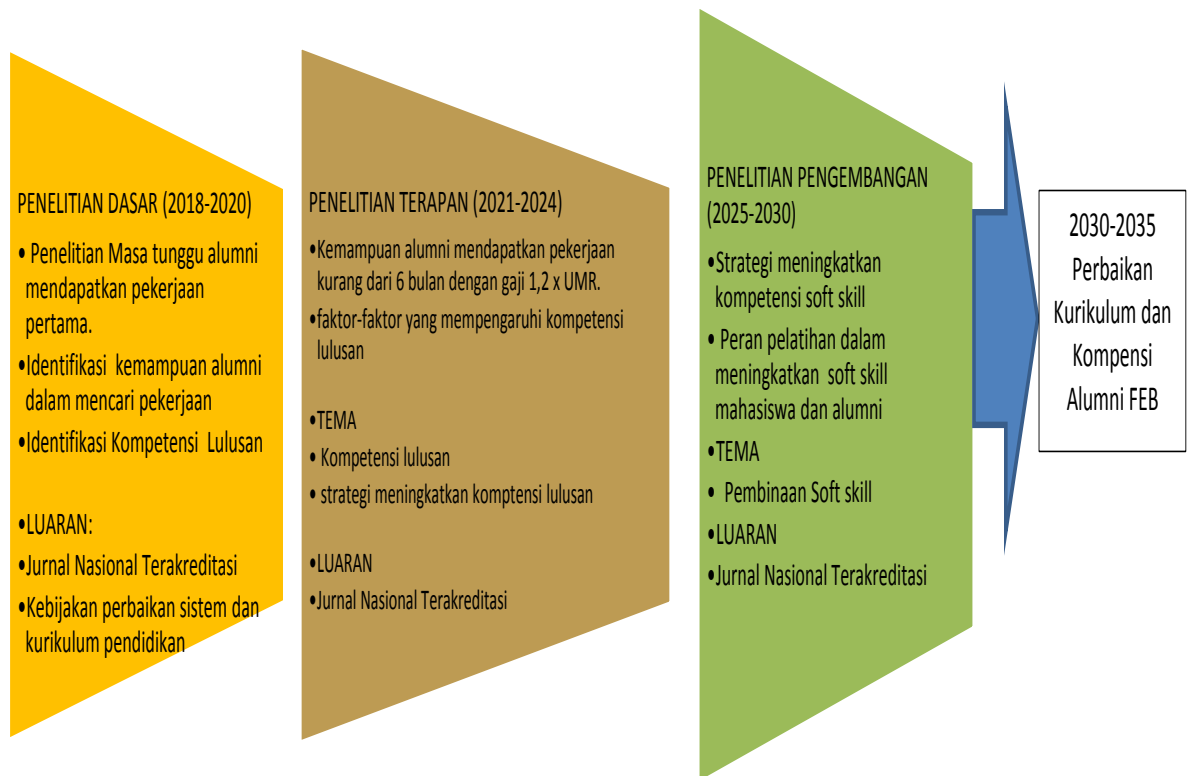 PENELITIAN DASAR (2018-2020)
• Penelitian Masa tunggu alumni
mendapatkan pekerjaan
pertama.
•Identifikasi kemampuan alumni
dalam mencari pekerjaan
•Identifikasi Kompetensi Lulusan
•LUARAN:
•Jurnal Nasional Terakreditasi
•Kebijakan perbaikan sistem dan
kurikulum pendidikan
PENELITIAN TERAPAN (2021-2024)
•Kemampuan alumni mendapatkan pekerjaan
kurang dari 6 bulan dengan gaji 1,2 x UMR.
•faktor-faktor yang mempengaruhi kompetensi
lulusan
•TEMA
• Kompetensi lulusan
• strategi meningkatkan komptensi lulusan
•LUARAN
•Jurnal Nasional Terakreditasi
PENELITIAN PENGEMBANGAN
(2025-2030)
•Strategi meningkatkan
kompetensi soft skill
• Peran pelatihan dalam
meningkatkan soft skill
mahasiswa dan alumni
•TEMA
• Pembinaan Soft skill
•LUARAN
•Jurnal Nasional Terakreditasi
2030-2035
Perbaikan
Kurikulum dan
Kompensi
Alumni FEB